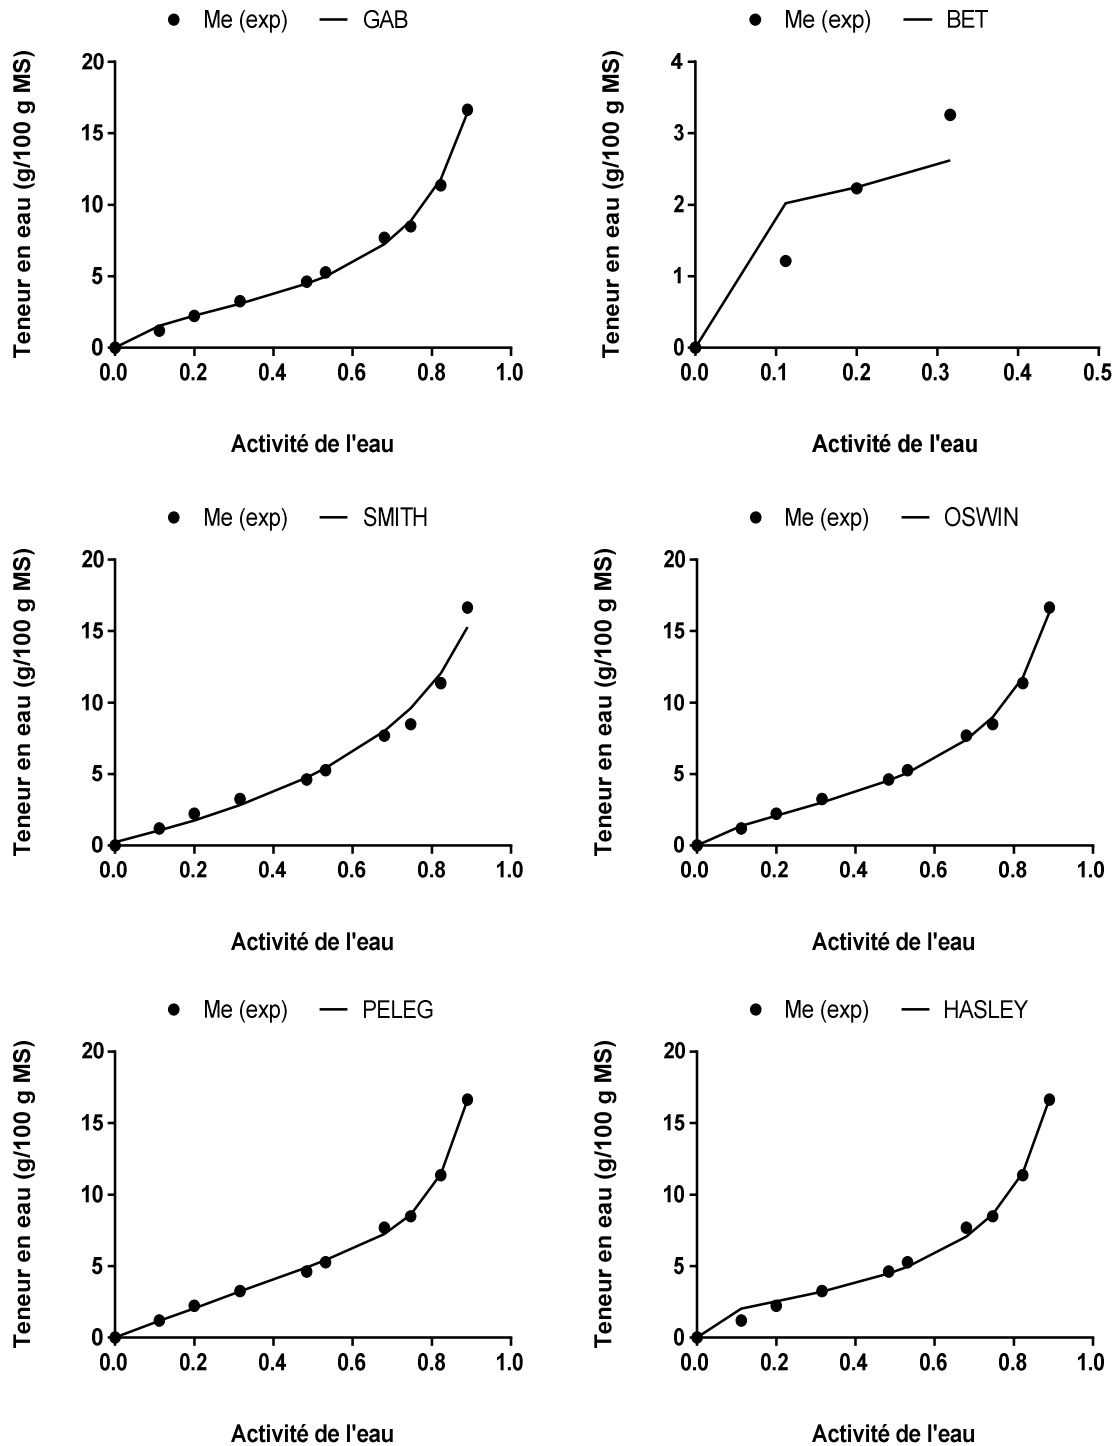 Me (exp) GAB
Teneur en eau (g/100 g MS)
20
15
10
5
0
0.0 0.2 0.4 0.6 0.8 1.0
Activité de l'eau
Me (exp) BET
Teneur en eau (g/100 g MS)
4
3
2
1
0
0.0 0.1 0.2 0.3 0.4 0.5
Activité de l'eau
Me (exp) SMITH
Teneur en eau (g/100 g MS)
20
15
10
5
0
0.0 0.2 0.4 0.6 0.8 1.0
Activité de l'eau
Me (exp) OSWIN
Teneur en eau (g/100 g MS)
20
15
10
5
0
0.0 0.2 0.4 0.6 0.8 1.0
Activité de l'eau
Me (exp) PELEG
Teneur en eau (g/100 g MS)
20
15
10
5
0
0.0 0.2 0.4 0.6 0.8 1.0
Activité de l'eau
Me (exp) HASLEY
Teneur en eau (g/100 g MS)
20
15
10
5
0
0.0 0.2 0.4 0.6 0.8 1.0
Activité de l'eau